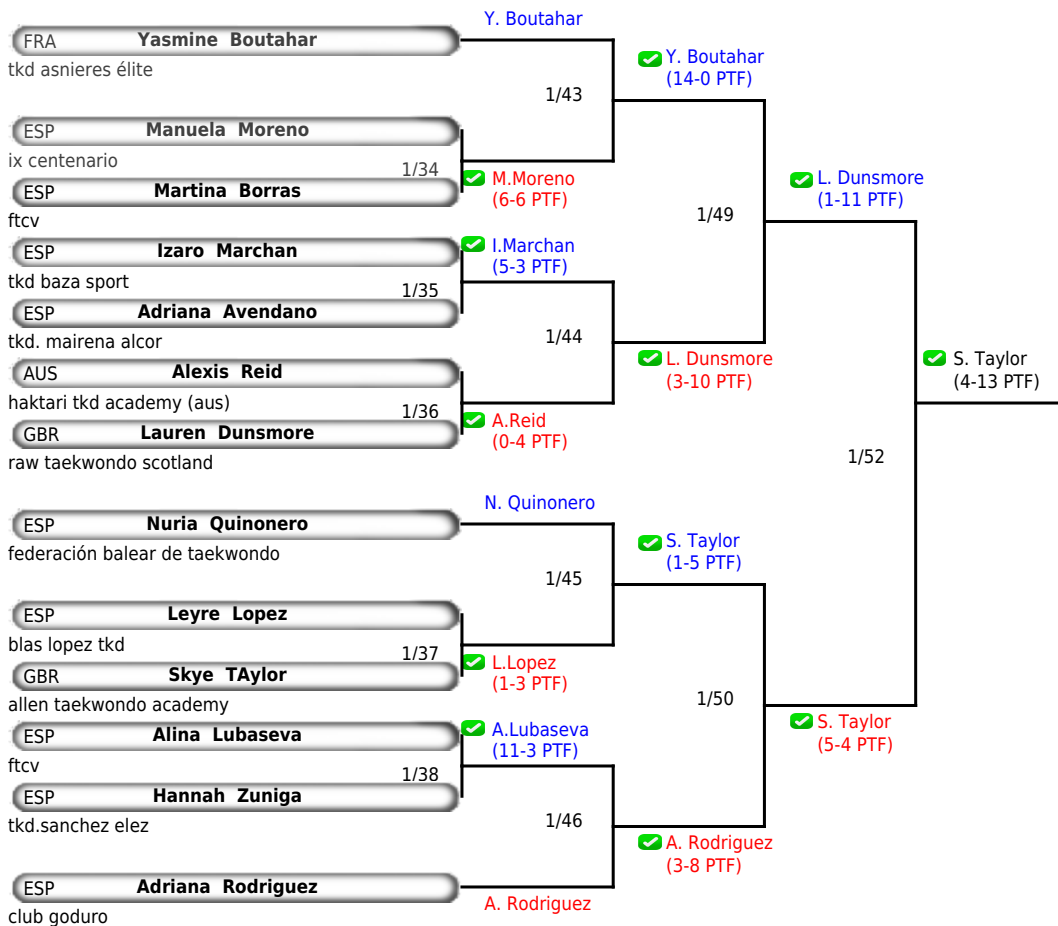 Y. Boutahar
FRA Yasmine Boutahar
tkd asnieres élite
Y. Boutahar
(14-0 PTF)
1/43
ESP Manuela Moreno
ix centenario
1/34
ESP Martina Borras
ftcv
M.Moreno
(6-6 PTF)
L. Dunsmore
(1-11 PTF)
1/49
ESP Izaro Marchan
tkd baza sport
I.Marchan
(5-3 PTF)
1/35
ESP Adriana Avendano
tkd. mairena alcor
1/44
L. Dunsmore
(3-10 PTF)
S. Taylor
(4-13 PTF)
AUS Alexis Reid
haktari tkd academy (aus)
1/36
GBR Lauren Dunsmore
raw taekwondo scotland
A.Reid
(0-4 PTF)
1/52
N. Quinonero
ESP Nuria Quinonero
federación balear de taekwondo
S. Taylor
(1-5 PTF)
1/45
ESP Leyre Lopez
blas lopez tkd
1/37
GBR Skye TAylor
allen taekwondo academy
L.Lopez
(1-3 PTF)
1/50
S. Taylor
(5-4 PTF)
ESP Alina Lubaseva
ftcv
A.Lubaseva
(11-3 PTF)
1/38
ESP Hannah Zuniga
tkd.sanchez elez
1/46
A. Rodriguez
(3-8 PTF)
ESP Adriana Rodriguez
club goduro
A. Rodriguez